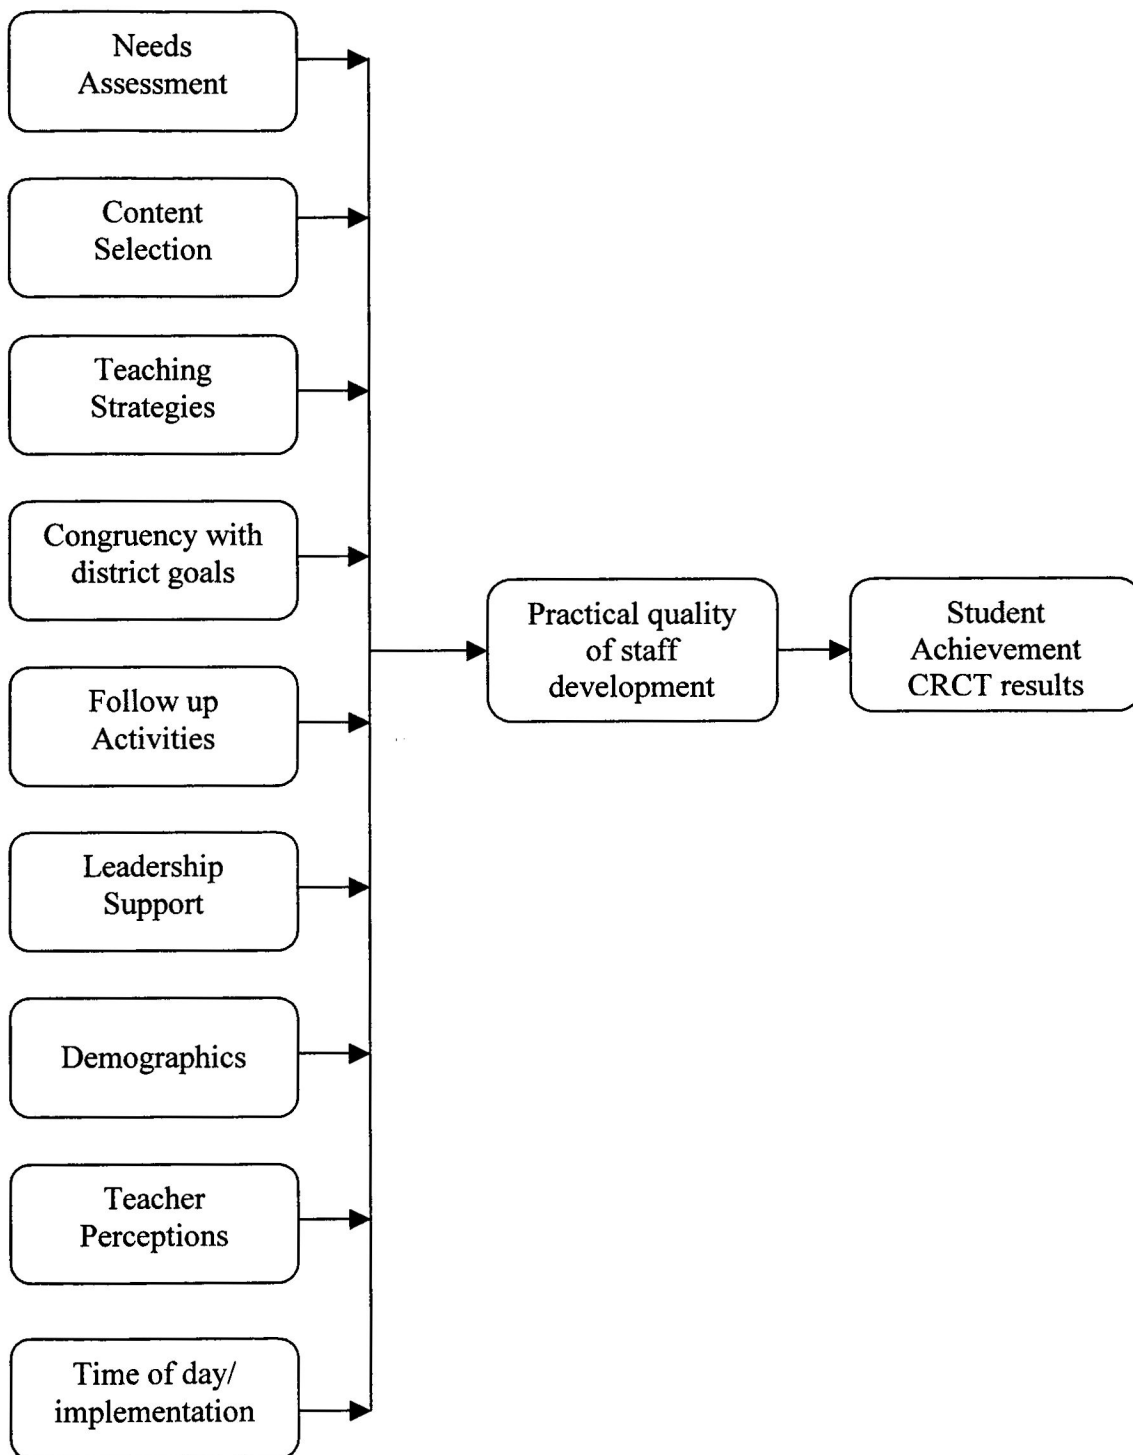 Needs
Assessment
Content
Selection
Teaching
Strategies
Congruency with
district goals
Follow up
Activities
Leadership
Support
Demographics
Teacher
Perceptions
Time of day/
implementation
Practical quality
of staff
development
Student
Achievement
CRCT results